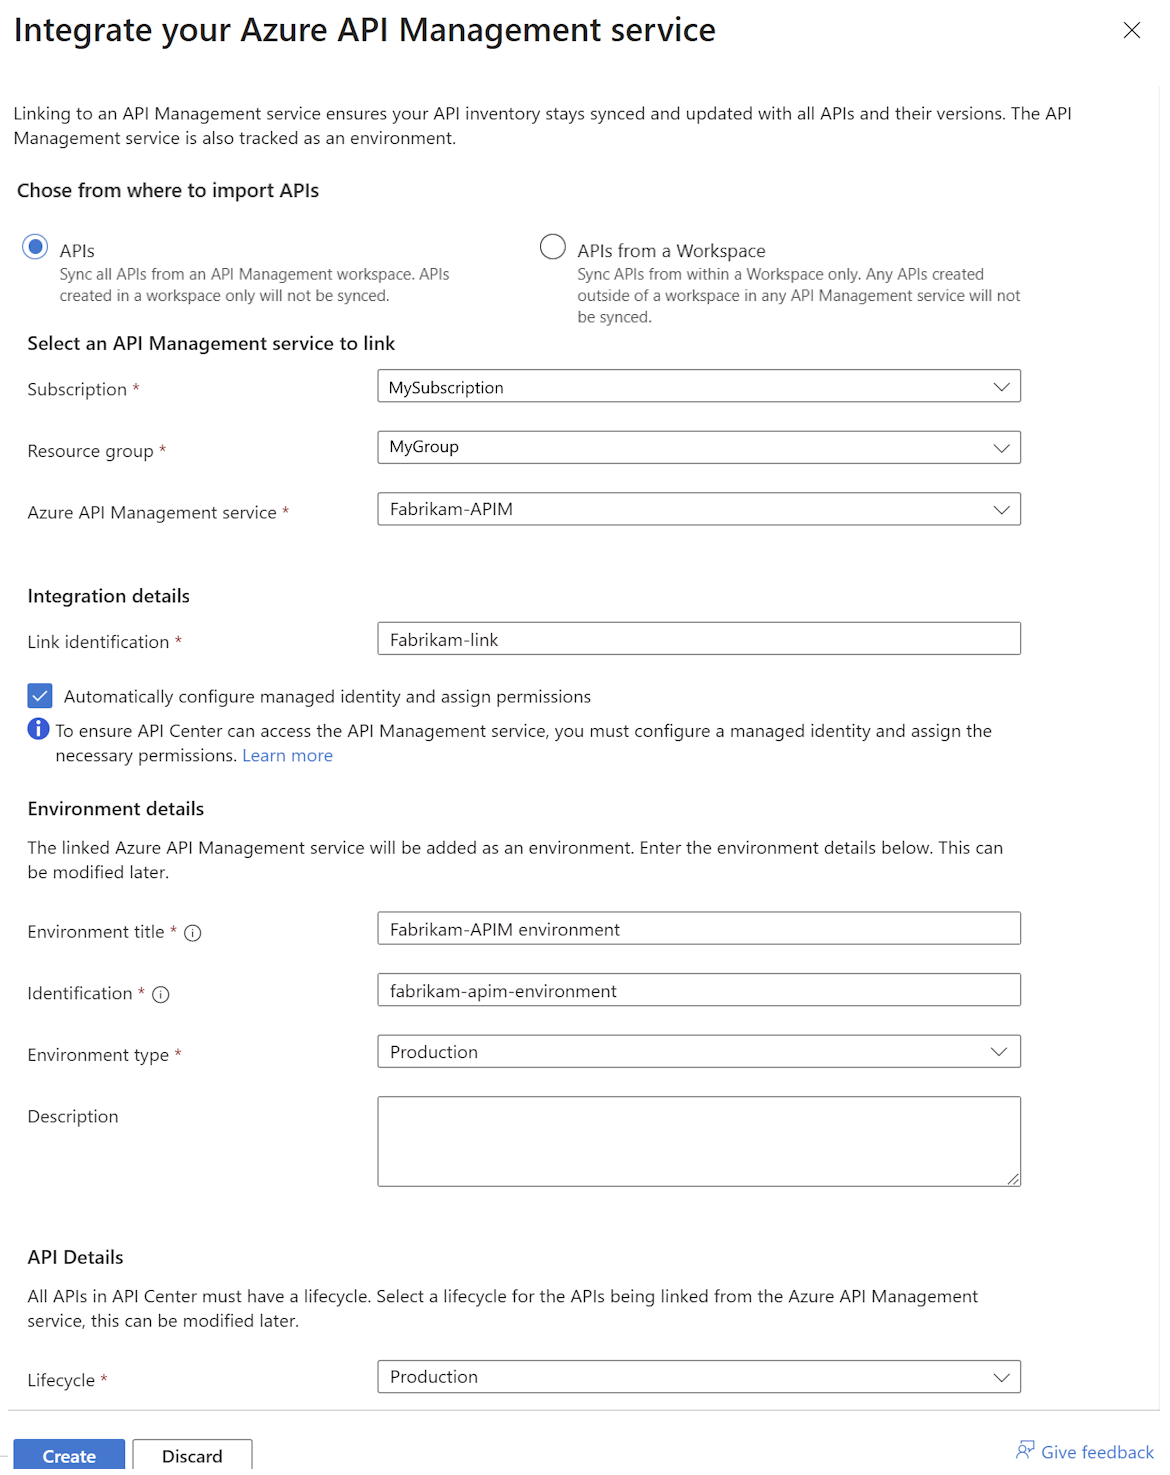 Integrate your Azure API Management service
Linking to an API Management service ensures your API inventory stays synced and updated with all APIs and their versions. The API
Management service is also tracked as an environment.
Chose from where to import APIs
APIs
Sync all APIs from an API Management workspace. APIs
created in a workspace only will not be synced.
APIs from a Workspace
Sync APIs from within a Workspace only. Any APIs created
outside of a workspace in any API Management service will not
be synced.
Select an API Management service to link
Subscription * MySubscription
Resource group * MyGroup
Azure API Management service * Fabrikam-APIM
Integration details
Link identification * Fabrikam-link
Automatically configure managed identity and assign permissions
To ensure API Center can access the API Management service, you must configure a managed identity and assign the
necessary permissions. Learn more
Environment details
The linked Azure API Management service will be added as an environment. Enter the environment details below. This can
be modified later.
Environment title * Fabrikam-APIM environment
Identification * fabrikam-apim-environment
Environment type * Production
Description
API Details
All APIs in API Center must have a lifecycle. Select a lifecycle for the APIs being linked from the Azure API Management
service, this can be modified later.
Lifecycle * Production
Create Discard Give feedback